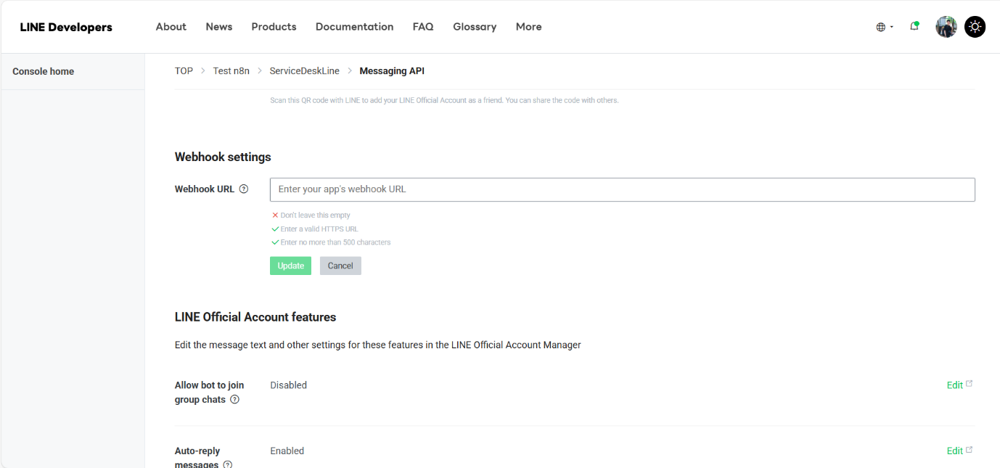 LINE Developers About News Products Documentation FAQ Glossary More
Console home
TOP > Test n8n > ServiceDeskLine > Messaging API
Scan this QR code with LINE to add your LINE Official Account as a friend. You can share the code with others.
Webhook settings
Webhook URL ? Enter your app's webhook URL
Don't leave this empty
Enter a valid HTTPS URL
Enter no more than 500 characters
Update Cancel
LINE Official Account features
Edit the message text and other settings for these features in the LINE Official Account Manager
Allow bot to join Disabled Edit
group chats ?
Auto-reply Enabled Edit
messages ?